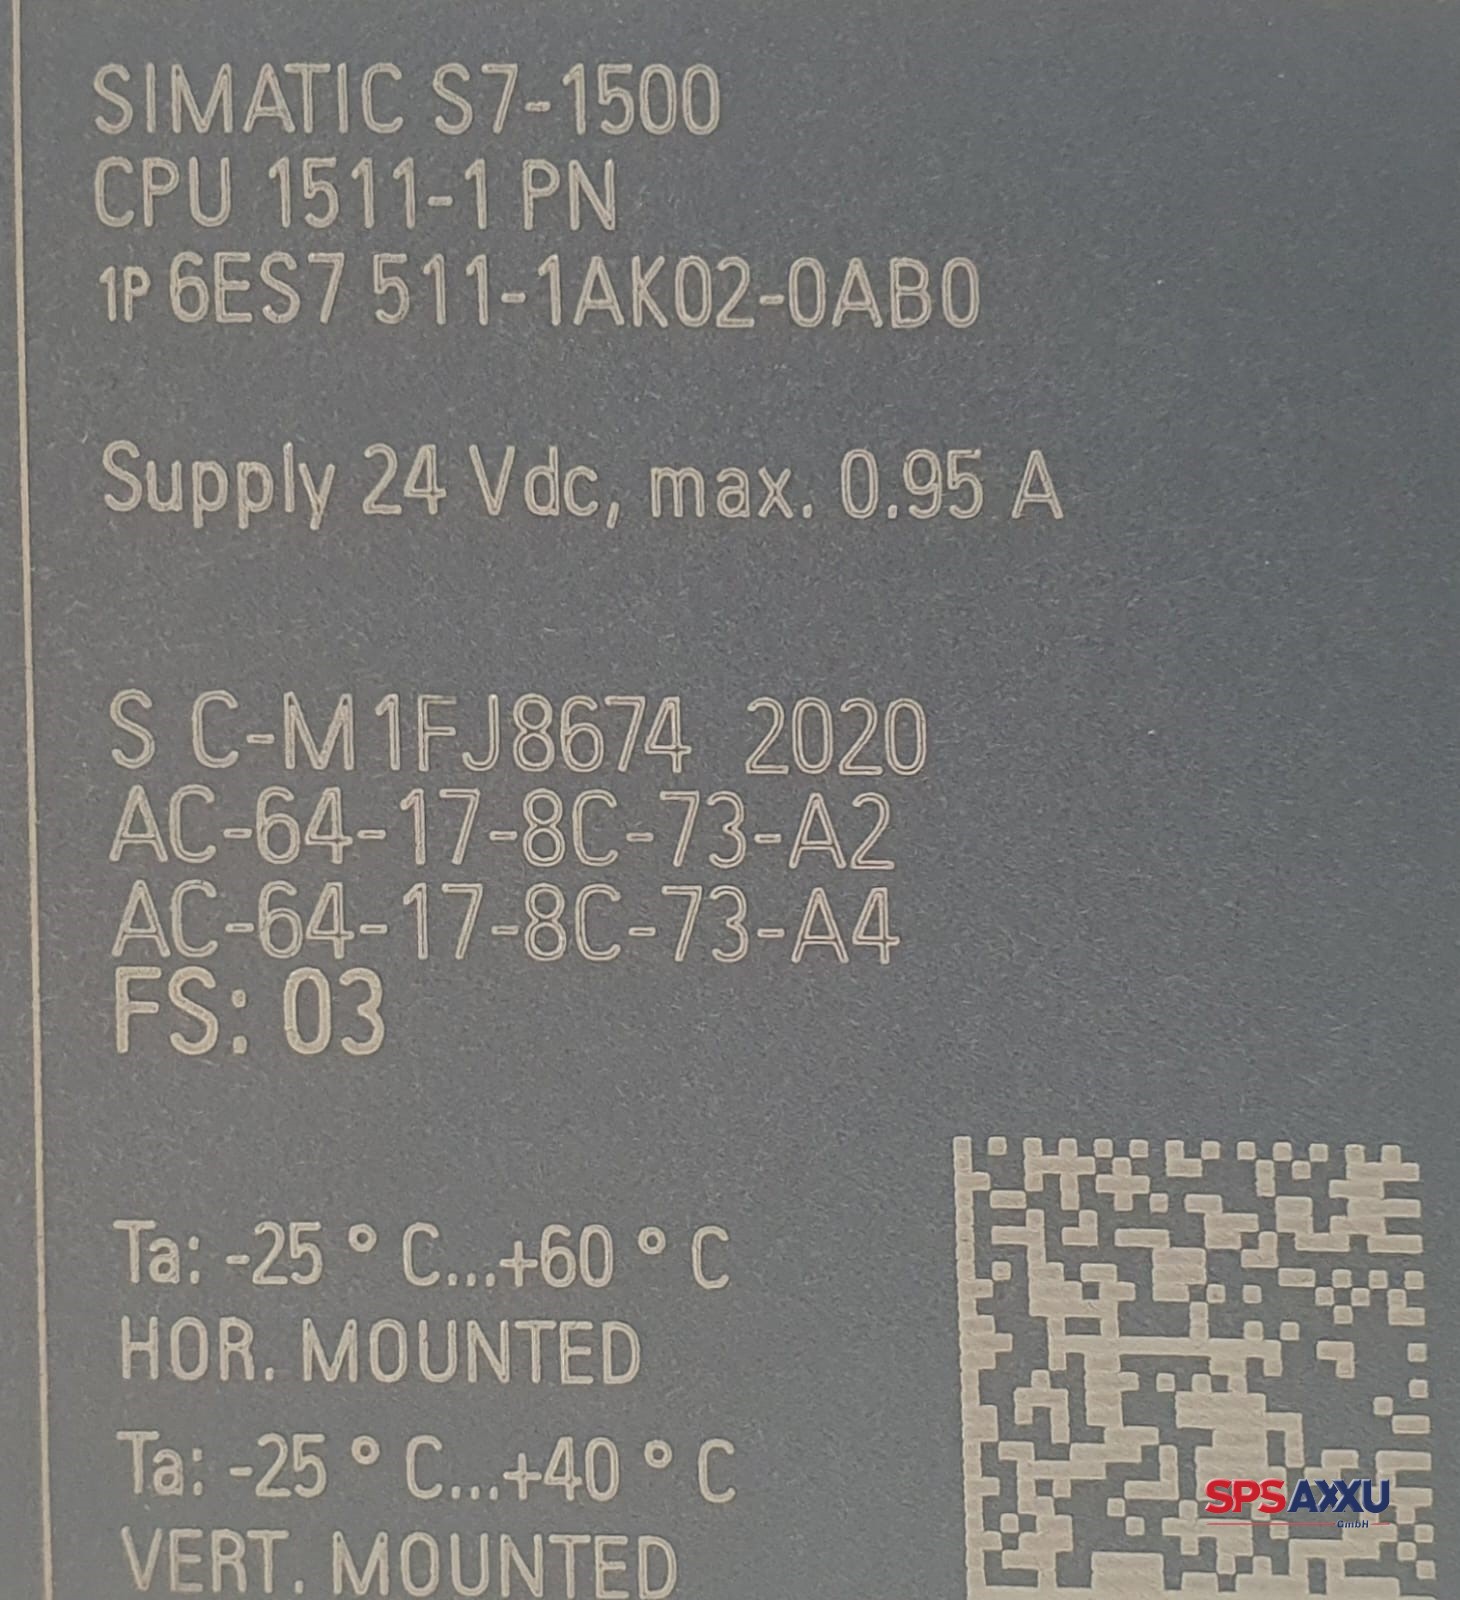 SIMATIC S7-1500
CPU 1511-1 PN
1P 6ES7 511-1AK02-0AB0
Supply 24 Vdc, max. 0.95 A
S C-M1FJ8674 2020
AC-64-17-8C-73-A2
AC-64-17-8C-73-A4
FS: 03
Ta: -25 ° C...+60 ° C
HOR. MOUNTED
Ta: -25 ° C...+40 ° C
VERT. MOUNTED
SPSAXXU
GmbH